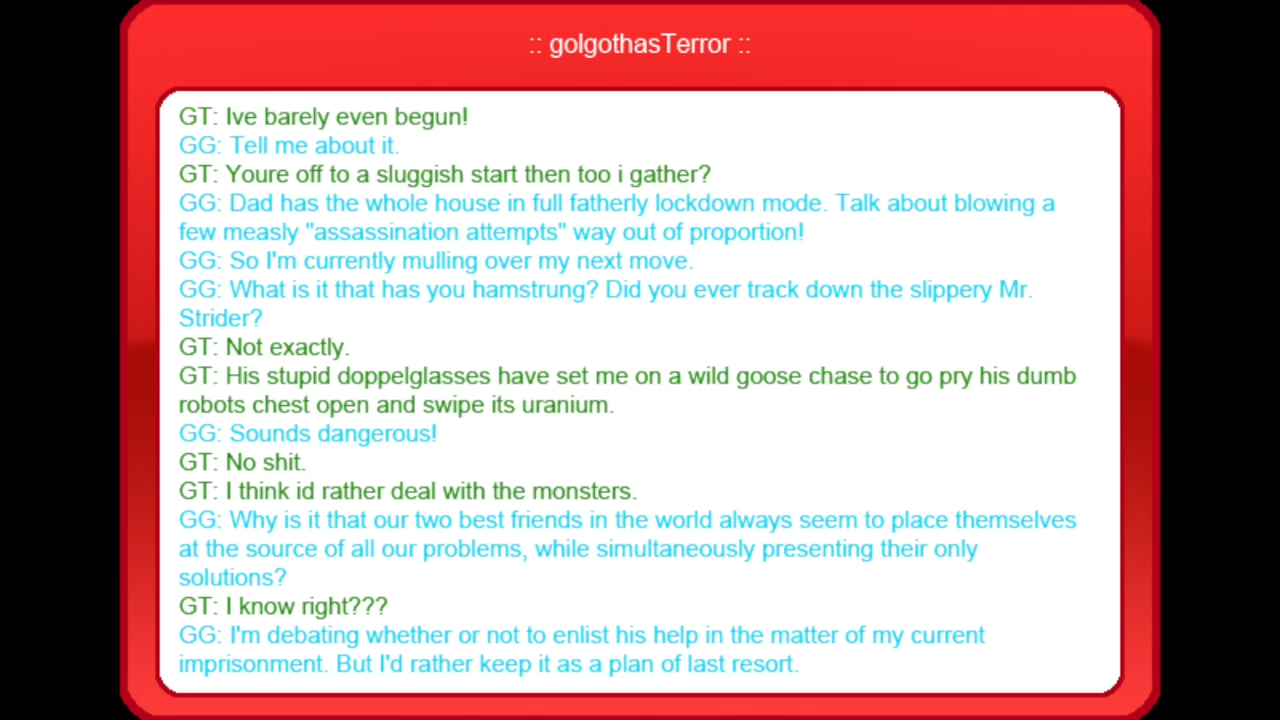 :: golgothasTerror ::
GT: Ive barely even begun!
GG: Tell me about it.
GT: Youre off to a sluggish start then too i gather?
GG: Dad has the whole house in full fatherly lockdown mode. Talk about blowing a
few measly "assassination attempts" way out of proportion!
GG: So I'm currently mulling over my next move.
GG: What is it that has you hamstrung? Did you ever track down the slippery Mr.
Strider?
GT: Not exactly.
GT: His stupid doppelglasses have set me on a wild goose chase to go pry his dumb
robots chest open and swipe its uranium.
GG: Sounds dangerous!
GT: No shit.
GT: I think id rather deal with the monsters.
GG: Why is it that our two best friends in the world always seem to place themselves
at the source of all our problems, while simultaneously presenting their only
solutions?
GT: I know right???
GG: I'm debating whether or not to enlist his help in the matter of my current
imprisonment. But I'd rather keep it as a plan of last resort.